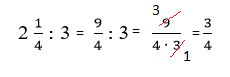 2 1/4 : 3 = 9/4 : 3 = 3 9/(4 · 3) 1 = 3/4